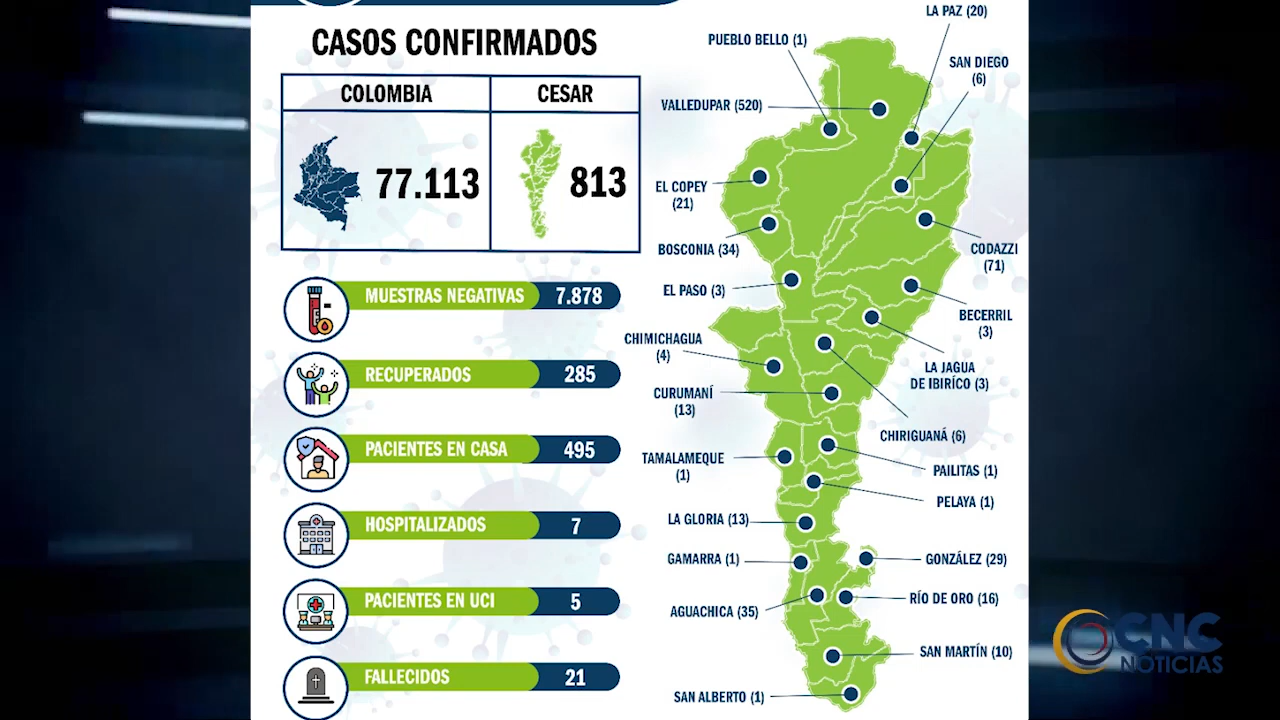 CASOS CONFIRMADOS
COLOMBIA
CESAR
77.113
813
MUESTRAS NEGATIVAS 7.878
RECUPERADOS 285
PACIENTES EN CASA 495
HOSPITALIZADOS 7
PACIENTES EN UCI 5
FALLECIDOS 21
LA PAZ (20)
PUEBLO BELLO (1)
SAN DIEGO
(6)
VALLEDUPAR (520)
EL COPEY
(21)
BOSCONIA (34)
CODAZZI
(71)
EL PASO (3)
BECERRIL
(3)
CHIMICHAGUA
(4)
LA JAGUA
DE IBIRÍCO (3)
CURUMANÍ
(13)
CHIRIGUANÁ (6)
TAMALAMEQUE
(1)
PAILITAS (1)
PELAYA (1)
LA GLORIA (13)
GAMARRA (1)
GONZÁLEZ (29)
RÍO DE ORO (16)
AGUACHICA (35)
SAN MARTÍN (10)
SAN ALBERTO (1)
CNC
NOTICIAS